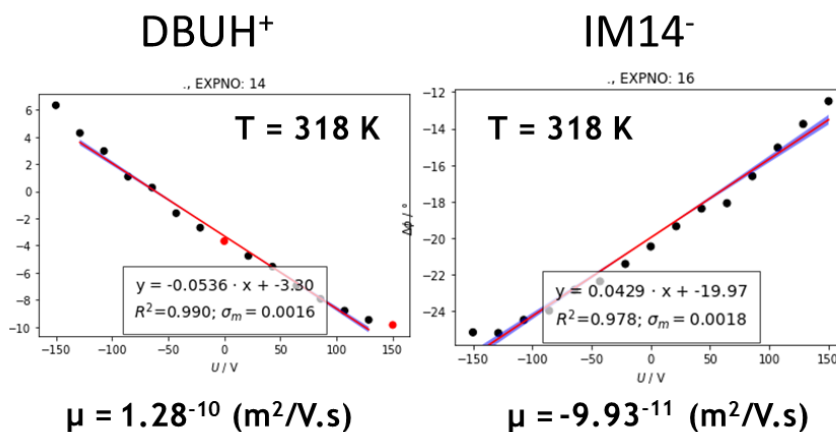 DBUH⁺
IM14⁻
., EXPNO: 14
T = 318 K
6
4
2
0
−2
−4
−6
−8
−10
y = -0.0536 · x + -3.30
R²=0.990; σₘ = 0.0016
−150 −100 −50 0 50 100 150
U / V
μ = 1.28⁻¹⁰ (m²/V.s)
., EXPNO: 16
T = 318 K
Δϕ / °
−12
−14
−16
−18
−20
−22
−24
y = 0.0429 · x + -19.97
R²=0.978; σₘ = 0.0018
−150 −100 −50 0 50 100 150
U / V
μ = -9.93⁻¹¹ (m²/V.s)